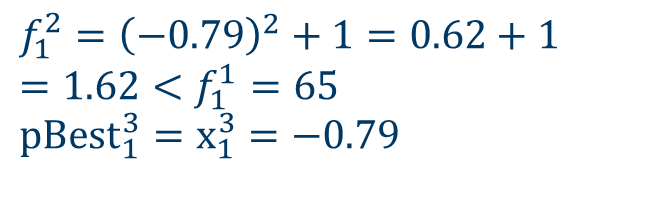 f₁² = (−0.79)² + 1 = 0.62 + 1
= 1.62 < f₁¹ = 65
pBest₁³ = x₁³ = −0.79